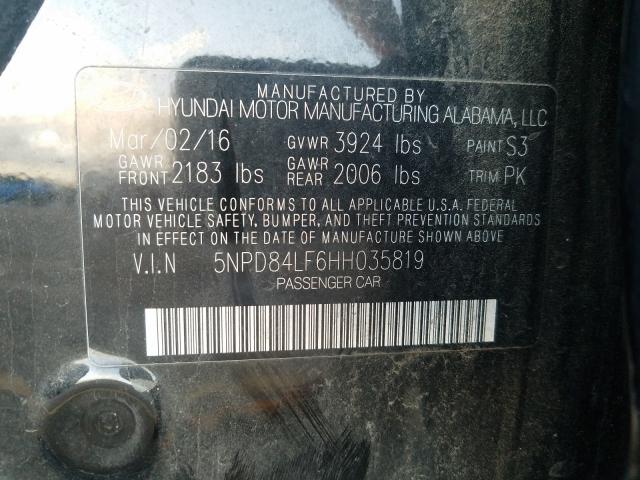 MANUFACTURED BY
HYUNDAI MOTOR MANUFACTURING ALABAMA, LLC
Mar/02/16 GVWR 3924 lbs PAINT S3
GAWR FRONT 2183 lbs GAWR REAR 2006 lbs TRIM PK
THIS VEHICLE CONFORMS TO ALL APPLICABLE U.S.A. FEDERAL
MOTOR VEHICLE SAFETY, BUMPER, AND THEFT PREVENTION STANDARDS
IN EFFECT ON THE DATE OF MANUFACTURE SHOWN ABOVE.
V.I.N 5NPD84LF6HH035819
PASSENGER CAR